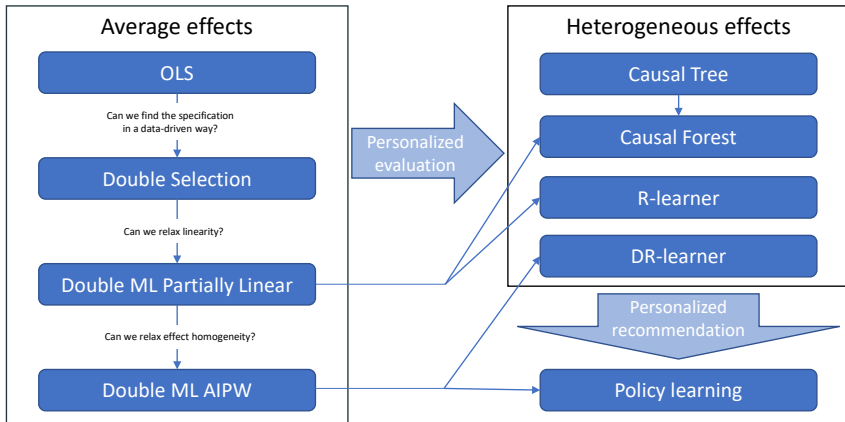 Average effects
OLS
Can we find the specification
in a data-driven way?
Double Selection
Can we relax linearity?
Double ML Partially Linear
Can we relax effect homogeneity?
Double ML AIPW
Personalized
evaluation
Heterogeneous effects
Causal Tree
Causal Forest
R-learner
DR-learner
Personalized
recommendation
Policy learning